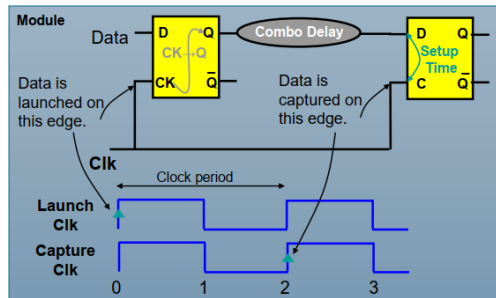 Module
Data
D Q
CK→Q
CK Q
Combo Delay
D Q
Setup
Time
C Q
Data is
launched on
this edge.
Data is
captured on
this edge.
Clk
Clock period
Launch
Clk
Capture
Clk
0 1 2 3